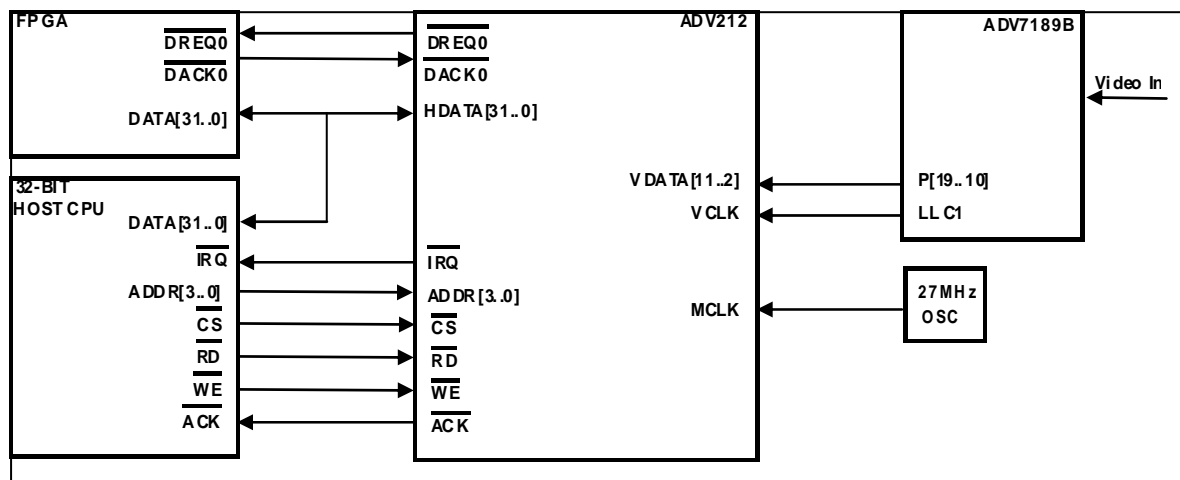 FPGA
DREQ0
DACK0
DATA[31..0]
32-BIT
HOST CPU
DATA[31..0]
IRQ
ADDR[3..0]
CS
RD
WE
ACK
ADV212
DREQ0
DACK0
HDATA[31..0]
VDATA[11..2]
VCLK
IRQ
ADDR[3..0]
MCLK
CS
RD
WE
ACK
ADV7189B
Video In
P[19..10]
LLC1
27MHz
OSC